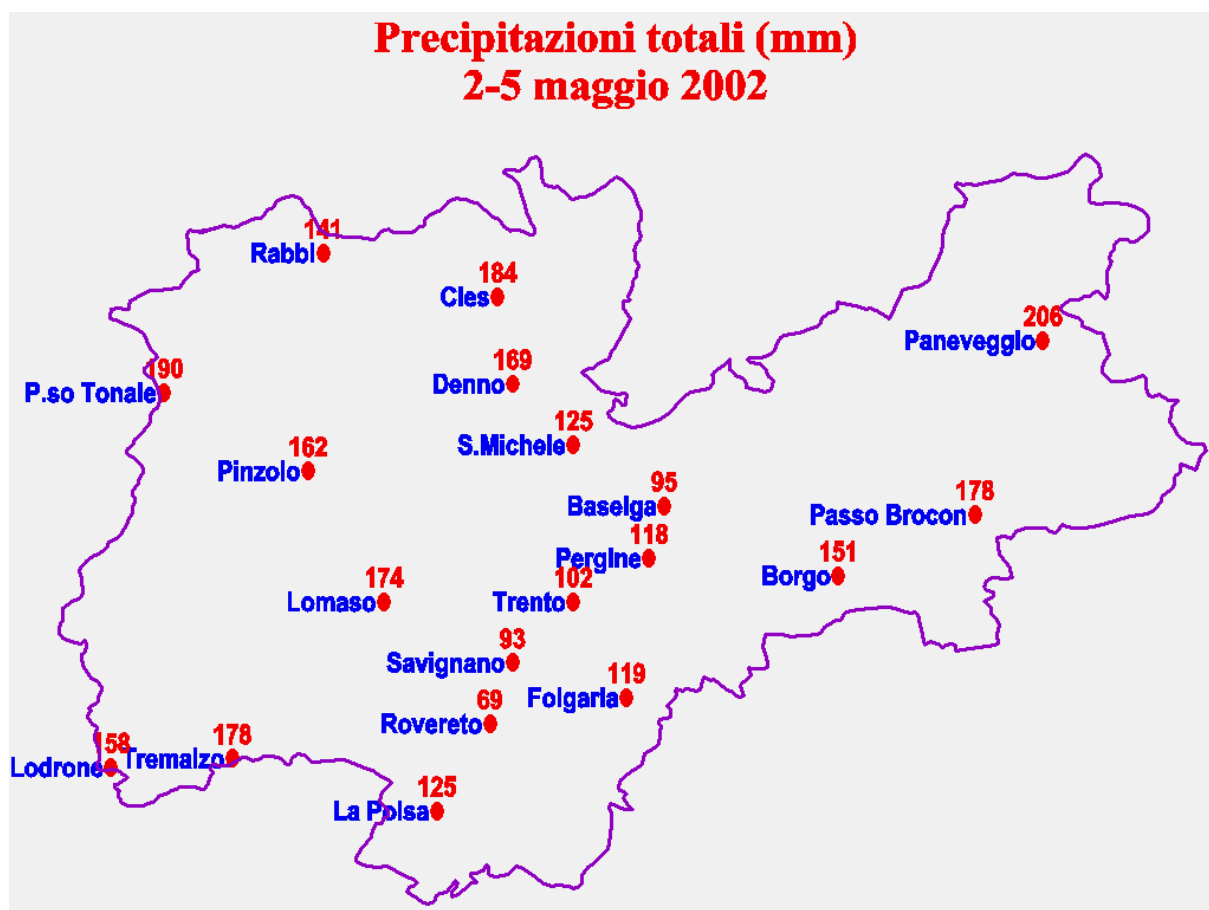 Precipitazioni totali (mm)
2-5 maggio 2002
141
Rabbi
184
Cles
206
Paneveggio
190
P.so Tonale
169
Denno
125
S.Michele
162
Pinzolo
95
Baselga
178
Passo Brocon
118
Pergine
151
Borgo
174
Lomaso
102
Trento
93
Savignano
119
Folgaria
69
Rovereto
178
Tremalzo
158
Lodrone
125
La Polsa